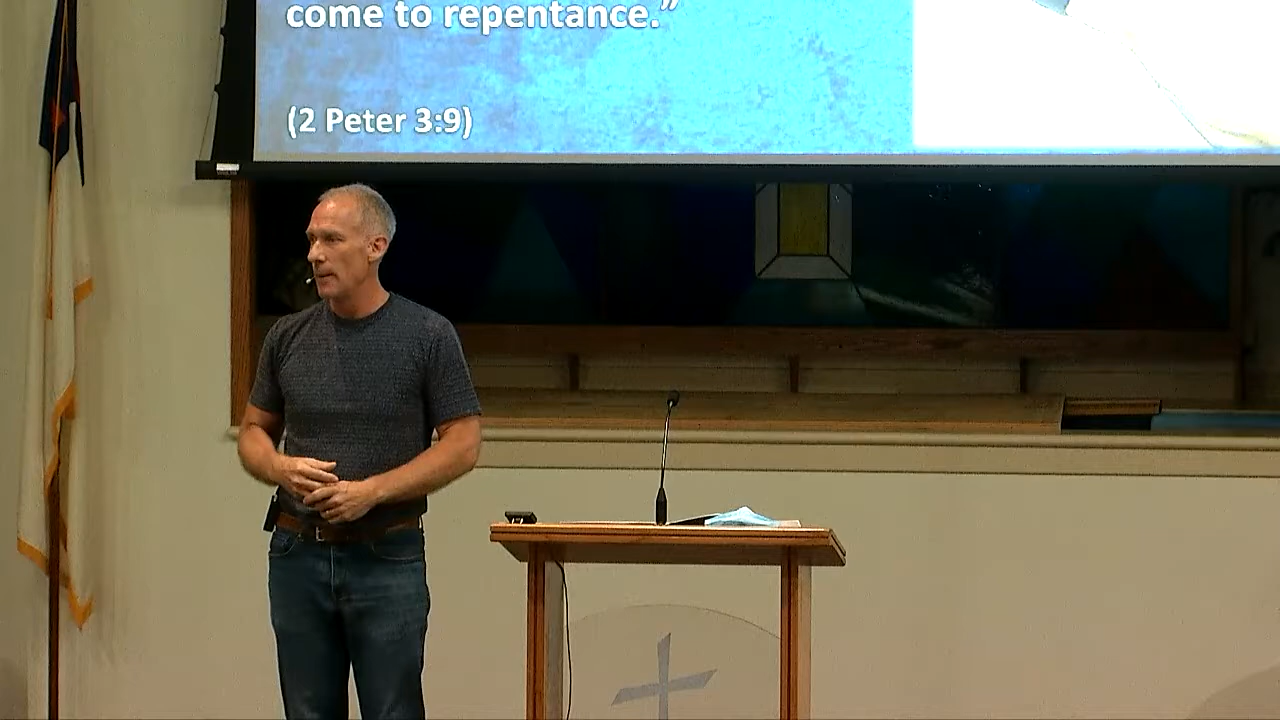 come to repentance.”
(2 Peter 3:9)